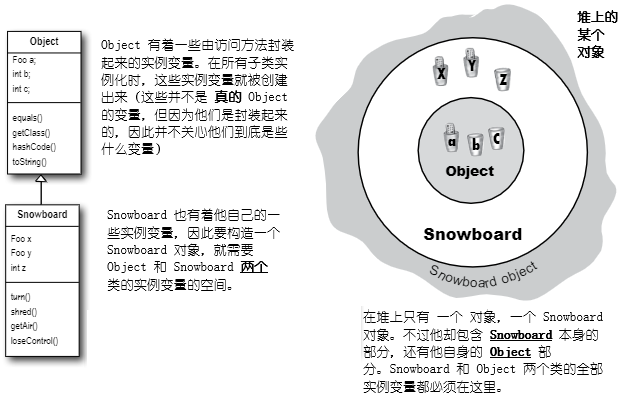 Object
Foo a;
int b;
int c;
equals()
getClass()
hashCode()
toString()
Object 有着一些由访问方法封装
起来的实例变量。在所有子类实
例化时，这些实例变量就被创建
出来（这些并不是 真的 Object
的变量，但因为他们是封装起来
的，因此并不关心他们到底是些
什么变量）
Snowboard
Foo x
Foo y
int z
turn()
shred()
getAir()
loseControl()
Snowboard 也有着他自己的一
些实例变量，因此要构造一个
Snowboard 对象，就需要
Object 和 Snowboard 两个
类的实例变量的空间。
堆上的
某个
对象
X
Y
Z
a
b
C
Object
Snowboard
Snowboard object
在堆上只有 一个 对象，一个 Snowboard
对象。不过他却包含 Snowboard 本身的
部分，还有他自身的 Object 部
分。Snowboard 和 Object 两个类的全部
实例变量都必须在这里。